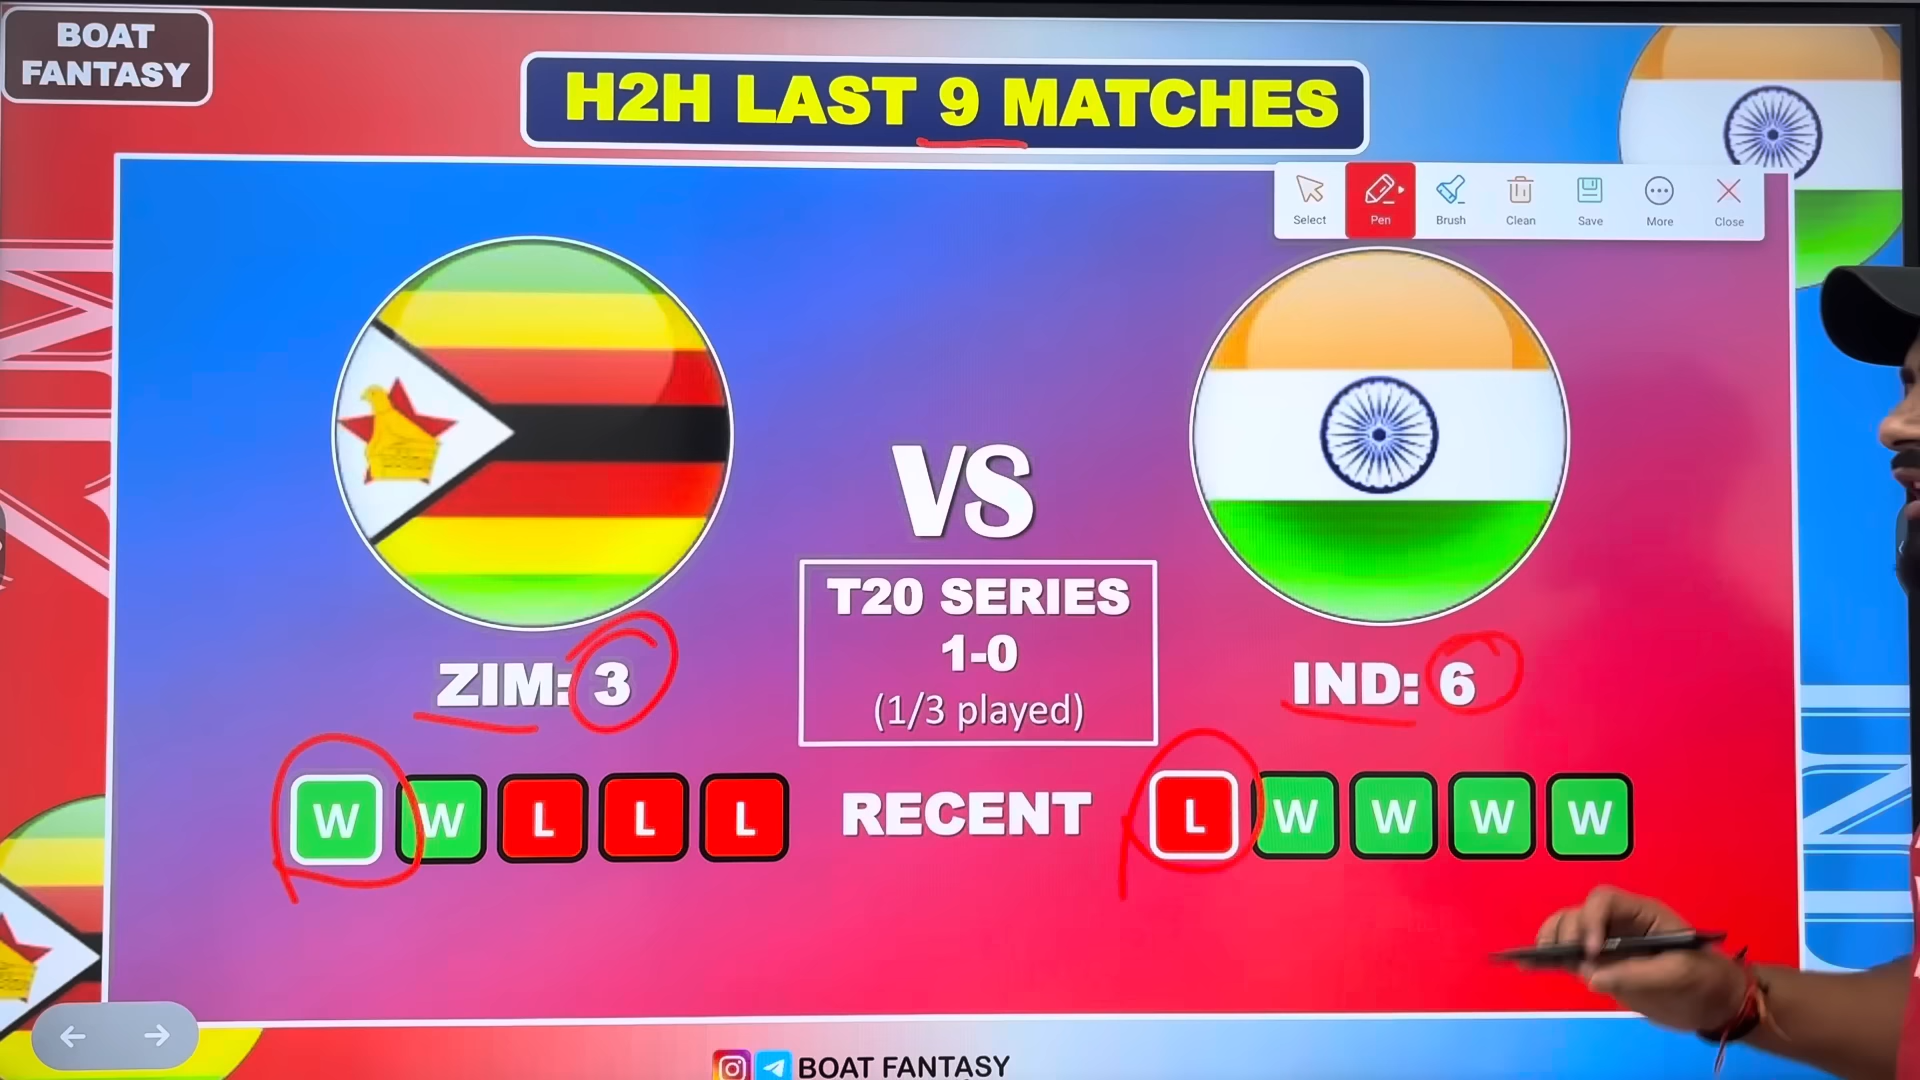 BOAT
FANTASY
H2H LAST 9 MATCHES
Select
Pen
Brush
Clean
Save
More
Close
VS
T20 SERIES
1-0
(1/3 played)
ZIM: 3
IND: 6
W W L L L
RECENT
L W W W W
BOAT FANTASY